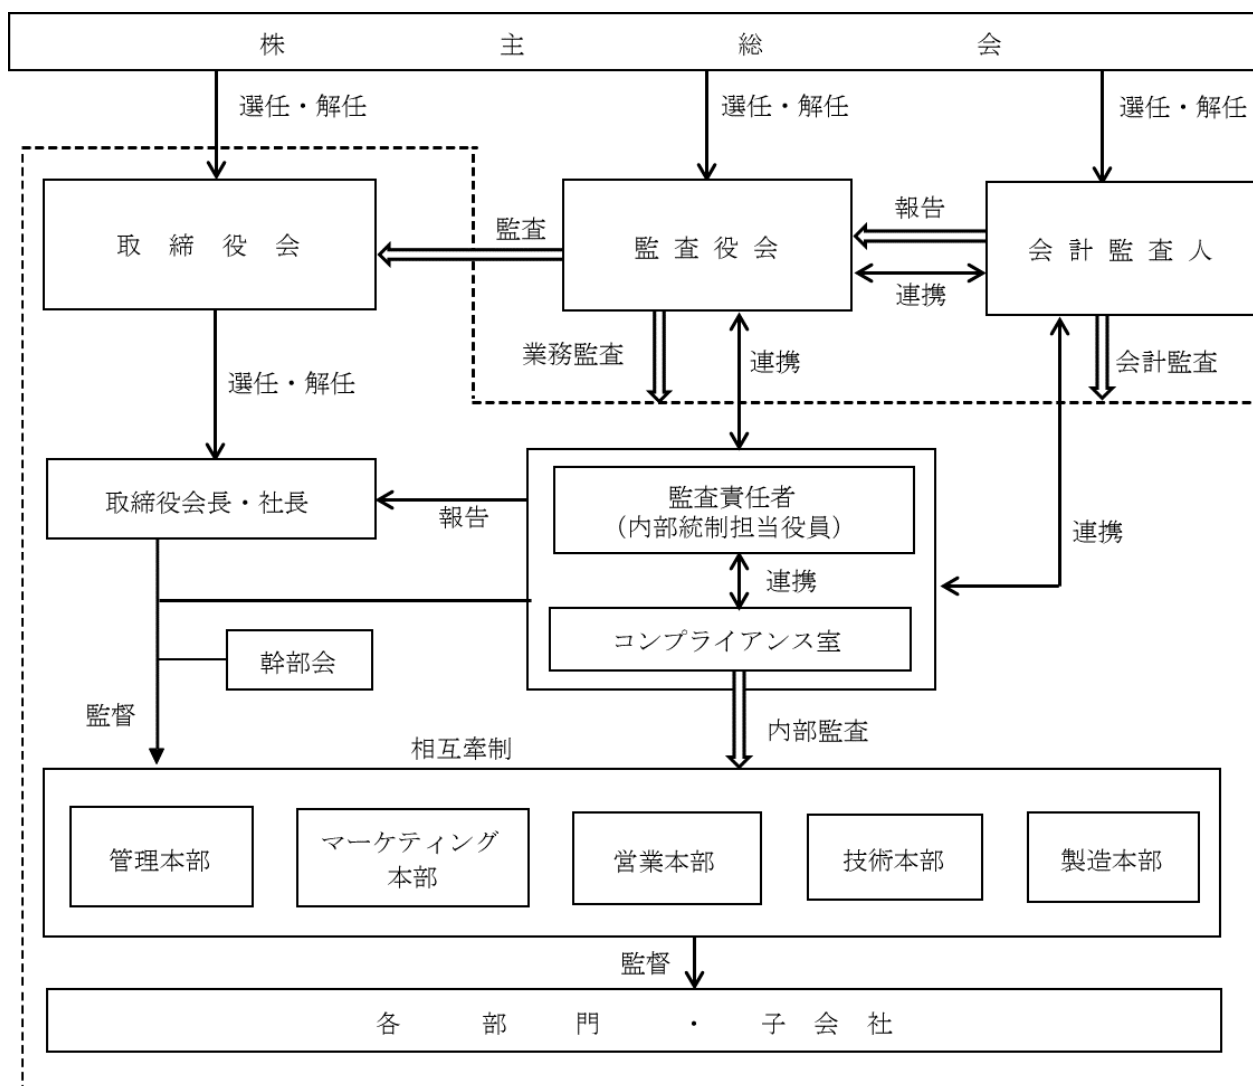 株主総会
選任・解任
選任・解任
選任・解任
取締役会
監査
監査役会
報告
連携
会計監査人
業務監査
連携
会計監査
選任・解任
取締役会長・社長
報告
監査責任者
（内部統制担当役員）
連携
連携
コンプライアンス室
幹部会
監督
内部監査
相互牽制
管理本部
マーケティング
本部
営業本部
技術本部
製造本部
監督
各部門・子会社